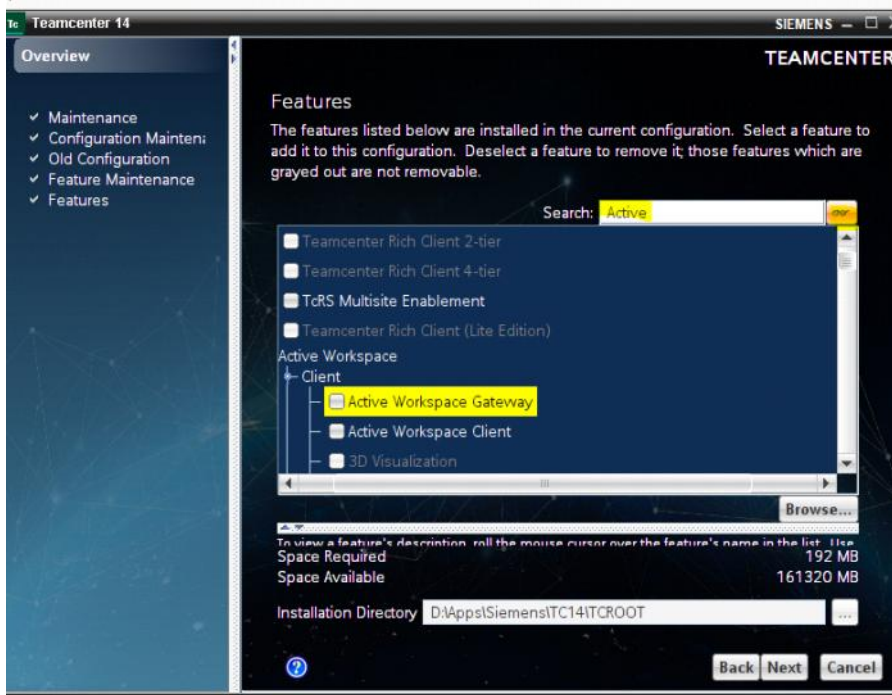 Tc Teamcenter 14
SIEMENS
Overview
TEAMCENTER
Maintenance
Configuration Maintena
Old Configuration
Feature Maintenance
Features
Features
The features listed below are installed in the current configuration. Select a feature to
add it to this configuration. Deselect a feature to remove it; those features which are
grayed out are not removable.
Search: Active
Teamcenter Rich Client 2-tier
Teamcenter Rich Client 4-tier
TcRS Multisite Enablement
Teamcenter Rich Client (Lite Edition)
Active Workspace
Client
Active Workspace Gateway
Active Workspace Client
3D Visualization
Browse...
To view a feature's description, roll the mouse cursor over the feature's name in the list. Use
Space Required 192 MB
Space Available 161320 MB
Installation Directory D:\Apps\Siemens\TC14\TCROOT ...
Back Next Cancel